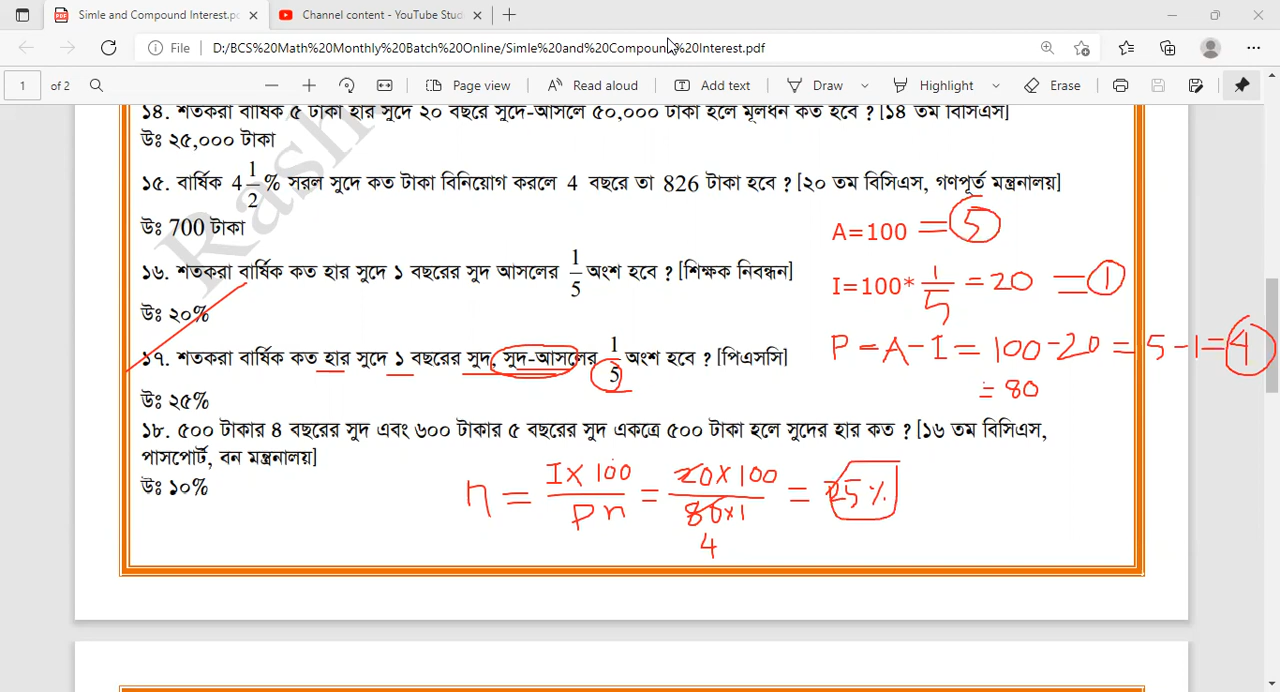 Simle and Compound Interest.pc
Channel content - YouTube Stud
File D:/BCS%20Math%20Monthly%20Batch%20Online/Simle%20and%20Compound%20Interest.pdf
1 of 2 Page view Read aloud Add text Draw Highlight Erase
১৪. শতকরা বার্ষিক ৫ টাকা হার সুদে ২০ বছরে সুদে-আসলে ৫০,০০০ টাকা হলে মূলধন কত হবে ? [১৪ তম বিসিএস]
উঃ ২৫,০০০ টাকা
১৫. বার্ষিক 4 1/2 % সরল সুদে কত টাকা বিনিয়োগ করলে 4 বছরে তা 826 টাকা হবে ? [২০ তম বিসিএস, গণপূর্ত মন্ত্রনালয়]
উঃ 700 টাকা
A=100 = 5
১৬. শতকরা বার্ষিক কত হার সুদে ১ বছরের সুদ আসলের 1/5 অংশ হবে ? [শিক্ষক নিবন্ধন]
I=100* 1/5 = 20 = 1
উঃ ২০%
P = A - I = 100 - 20 = 5 - 1 = 4
১৭. শতকরা বার্ষিক কত হার সুদে ১ বছরের সুদ, সুদ-আসলের 1/5 অংশ হবে ? [পিএসসি]
= 80
উঃ ২৫%
১৮. ৫০০ টাকার ৪ বছরের সুদ এবং ৬০০ টাকার ৫ বছরের সুদ একত্রে ৫০০ টাকা হলে সুদের হার কত ? [১৬ তম বিসিএস,
পাসপোর্ট, বন মন্ত্রনালয়]
উঃ ১০%
r = I × 100 / Pn = 20 × 100 / 80 × 1 = 25 %
4
Rash